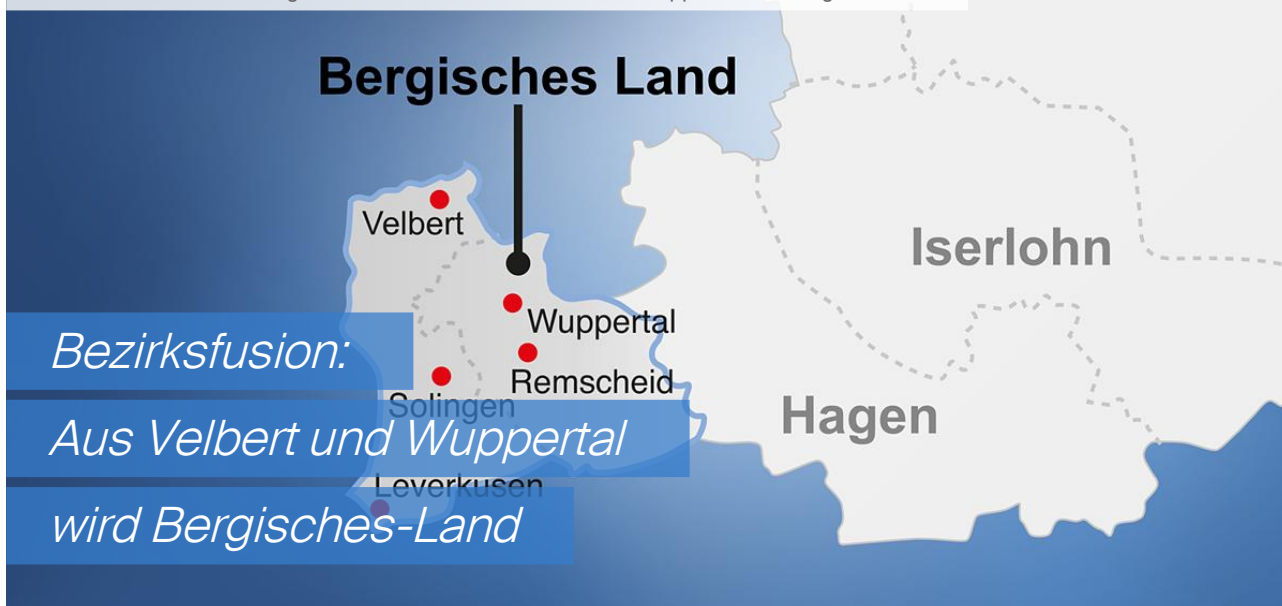 Bergisches Land
Velbert
Iserlohn
Wuppertal
Remscheid
Solingen
Hagen
Leverkusen
Bezirksfusion:
Aus Velbert und Wuppertal
wird Bergisches-Land